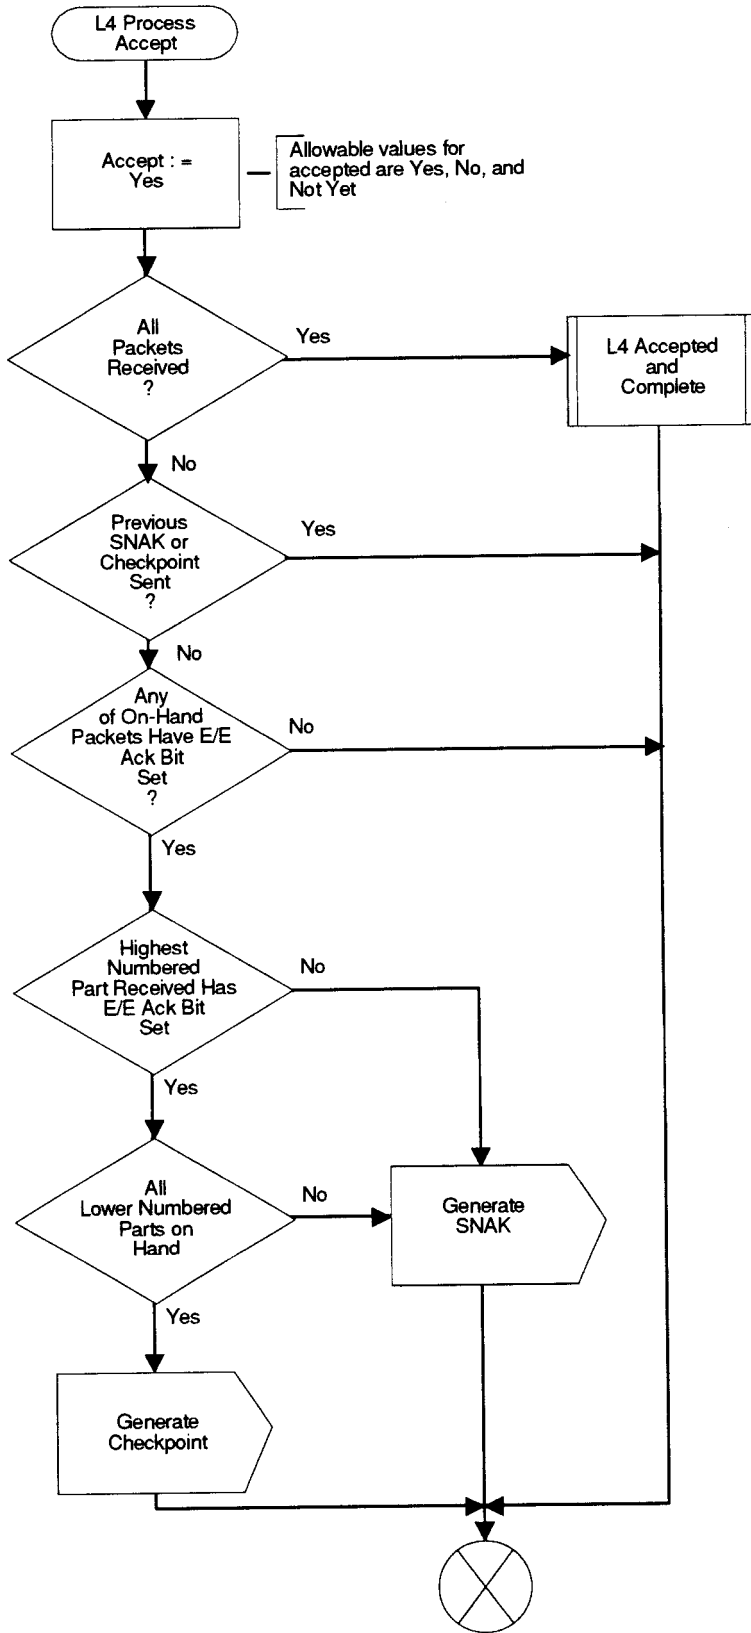 L4 Process
Accept
Accept : =
Yes
Allowable values for
accepted are Yes, No, and
Not Yet
All
Packets
Received
?
Yes
L4 Accepted
and
Complete
No
Previous
SNAK or
Checkpoint
Sent
?
Yes
No
Any
of On-Hand
Packets Have E/E
Ack Bit
Set
?
No
Yes
Highest
Numbered
Part Received Has
E/E Ack Bit
Set
No
Yes
All
Lower Numbered
Parts on
Hand
No
Generate
SNAK
Yes
Generate
Checkpoint